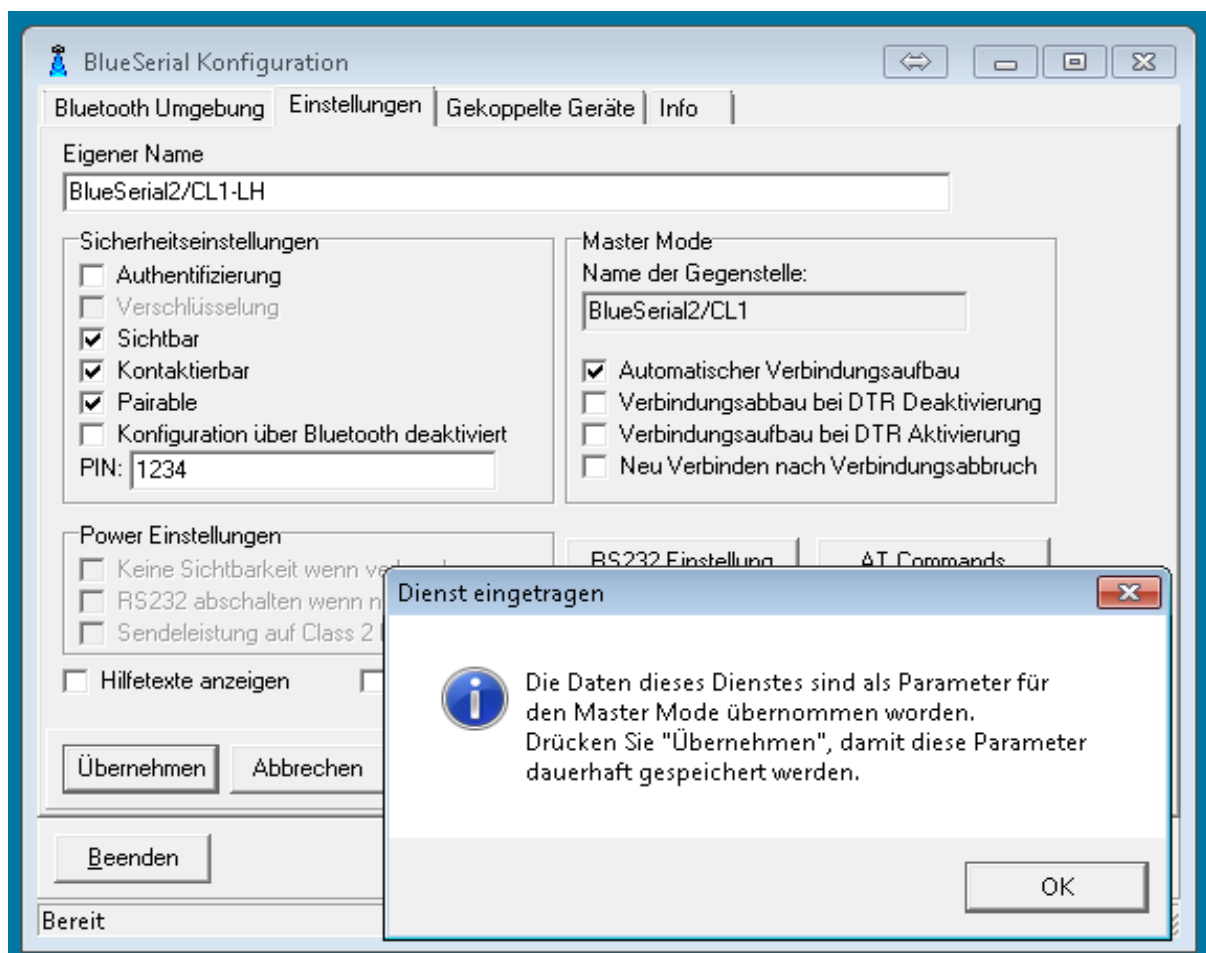 BlueSerial Konfiguration
Bluetooth Umgebung Einstellungen Gekoppelte Geräte Info
Eigener Name
BlueSerial2/CL1-LH
Sicherheitseinstellungen
Authentifizierung
Verschlüsselung
Sichtbar
Kontaktierbar
Pairable
Konfiguration über Bluetooth deaktiviert
PIN: 1234
Master Mode
Name der Gegenstelle:
BlueSerial2/CL1
Automatischer Verbindungsaufbau
Verbindungsabbau bei DTR Deaktivierung
Verbindungsaufbau bei DTR Aktivierung
Neu Verbinden nach Verbindungsabbruch
Power Einstellungen
Keine Sichtbarkeit wenn
RS232 abschalten wenn
Sendeleistung auf Class 2
RS232 Einstellung AT Commands
Hilfetexte anzeigen
Übernehmen Abbrechen
Beenden
Bereit
Dienst eingetragen
Die Daten dieses Dienstes sind als Parameter für
den Master Mode übernommen worden.
Drücken Sie "Übernehmen", damit diese Parameter
dauerhaft gespeichert werden.
OK